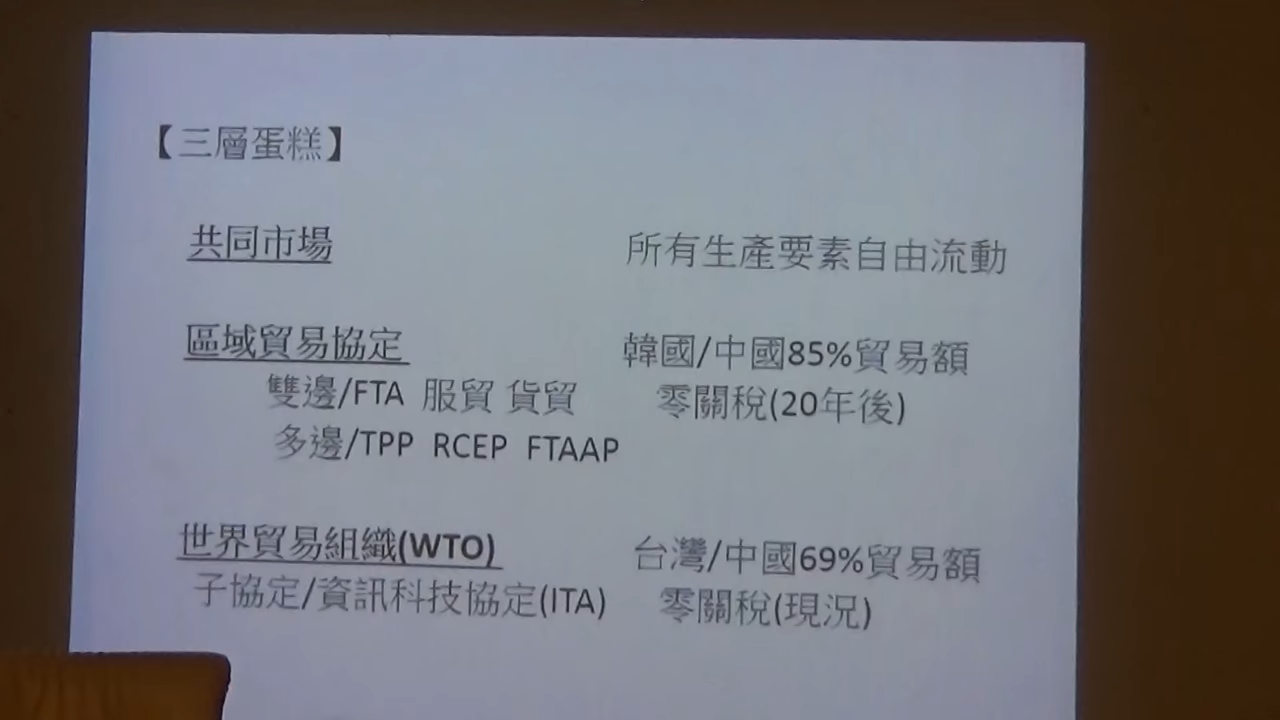 【三層蛋糕】
共同市場 所有生產要素自由流動
區域貿易協定 韓國/中國85%貿易額
雙邊/FTA 服貿 貨貿 零關稅(20年後)
多邊/TPP RCEP FTAAP
世界貿易組織(WTO) 台灣/中國69%貿易額
子協定/資訊科技協定(ITA) 零關稅(現況)